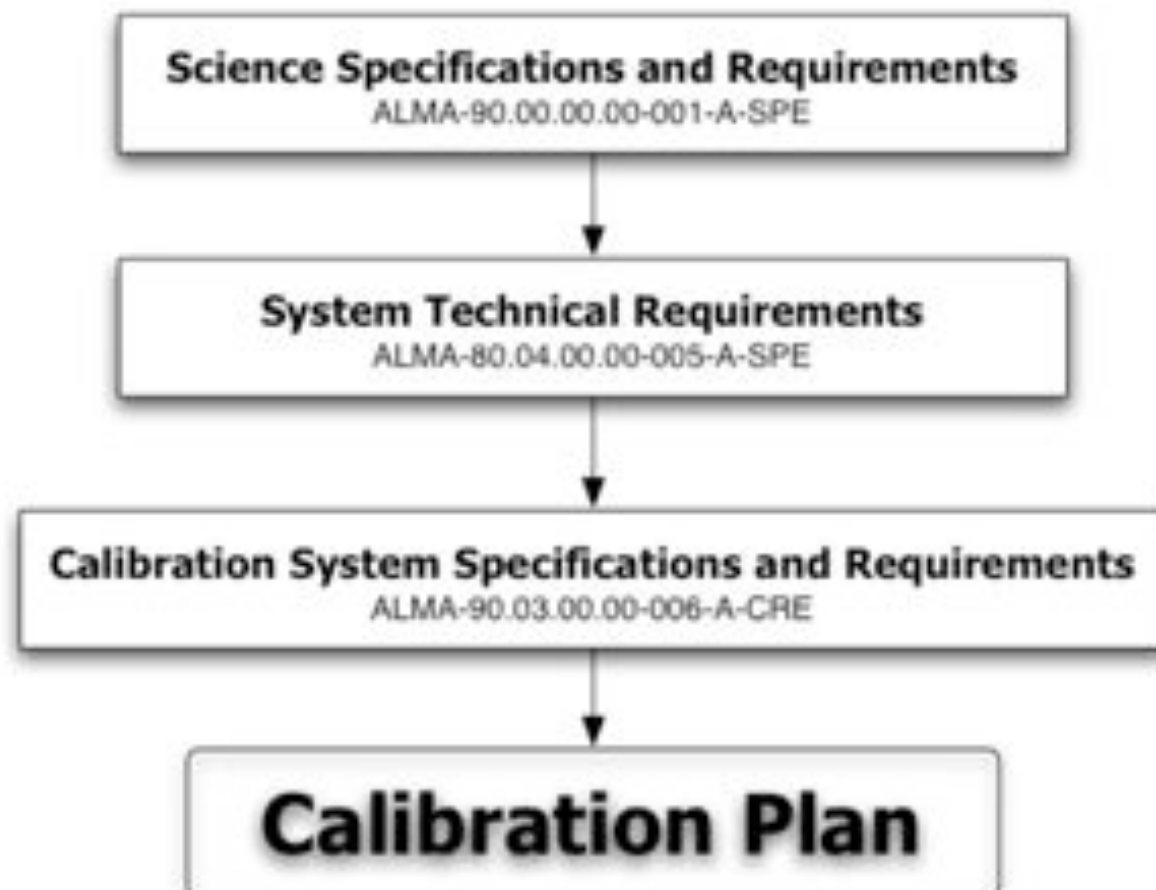 Science Specifications and Requirements
ALMA-90.00.00.00-001-A-SPE
System Technical Requirements
ALMA-80.04.00.00-005-A-SPE
Calibration System Specifications and Requirements
ALMA-90.03.00.00-006-A-CRE
Calibration Plan